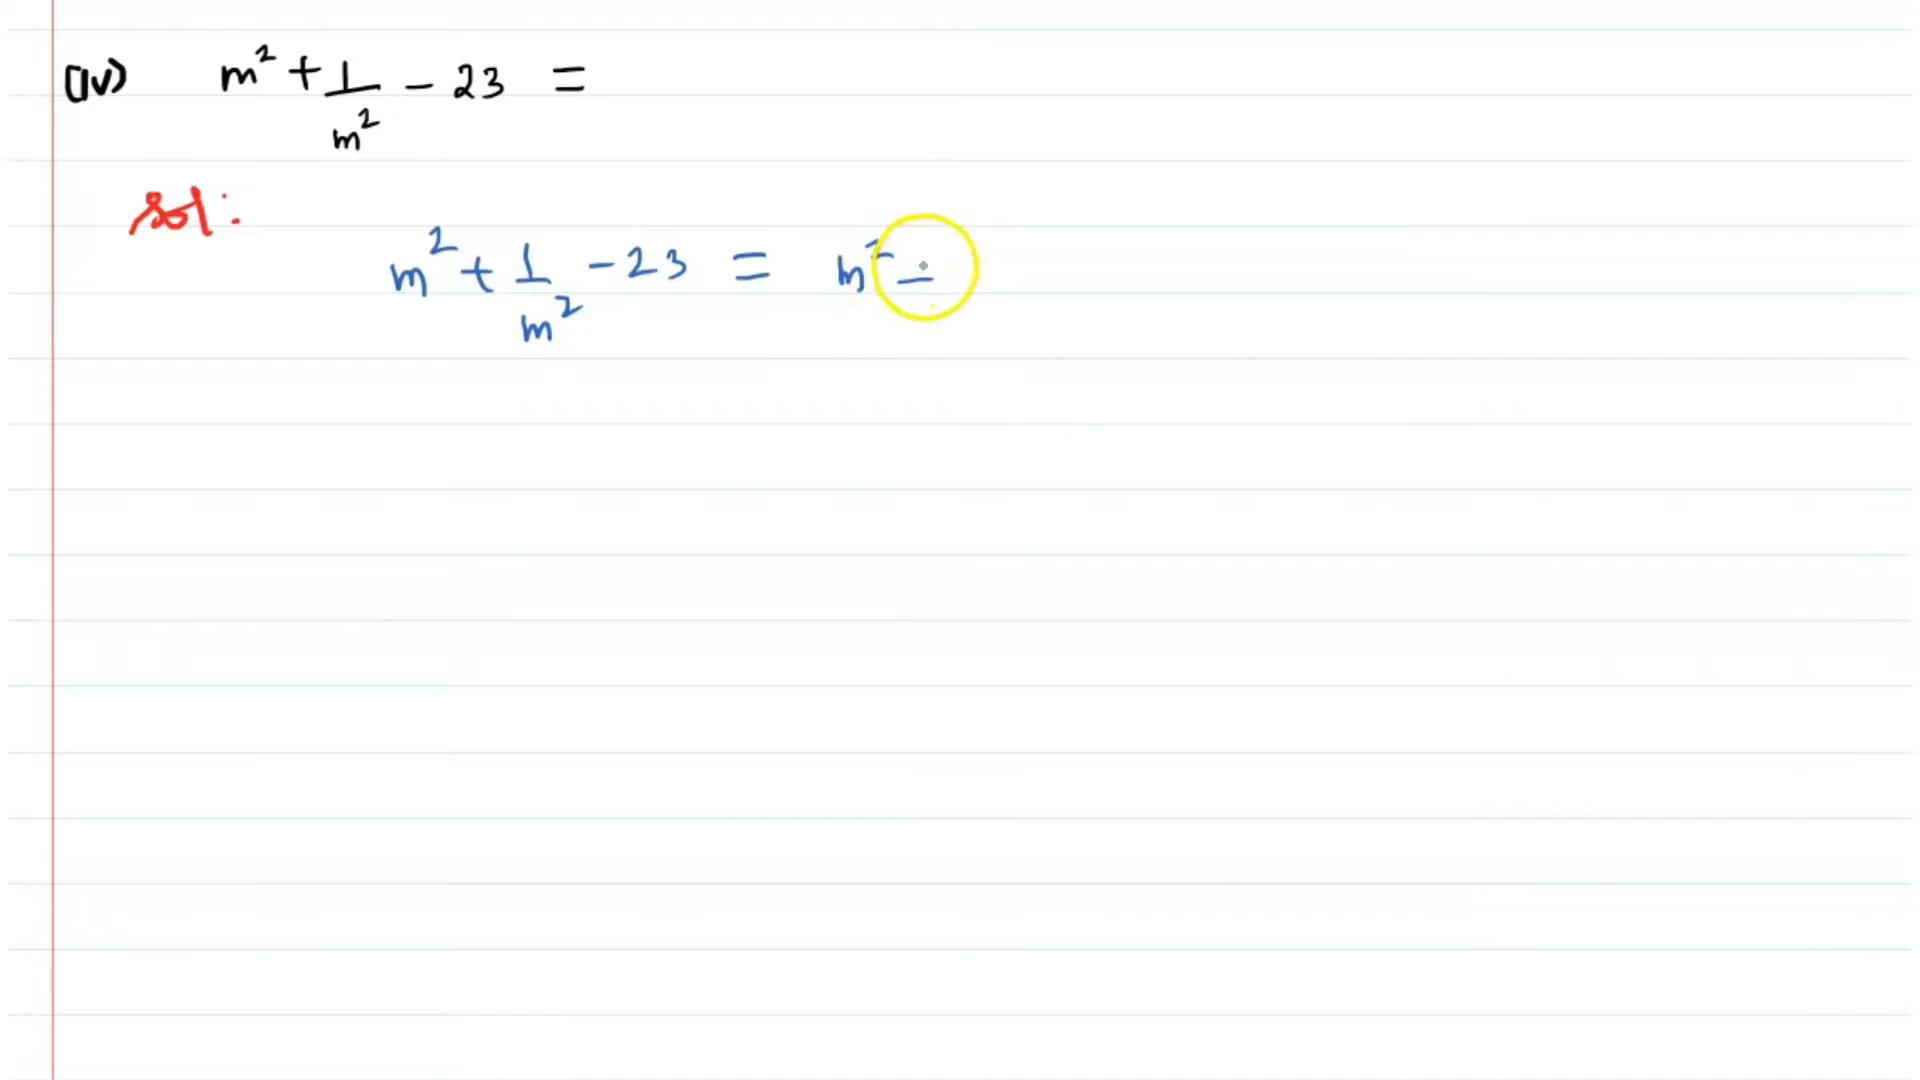 (iv) m² + 1/m² - 23 =
sol:
m² + 1/m² - 23 = m² -